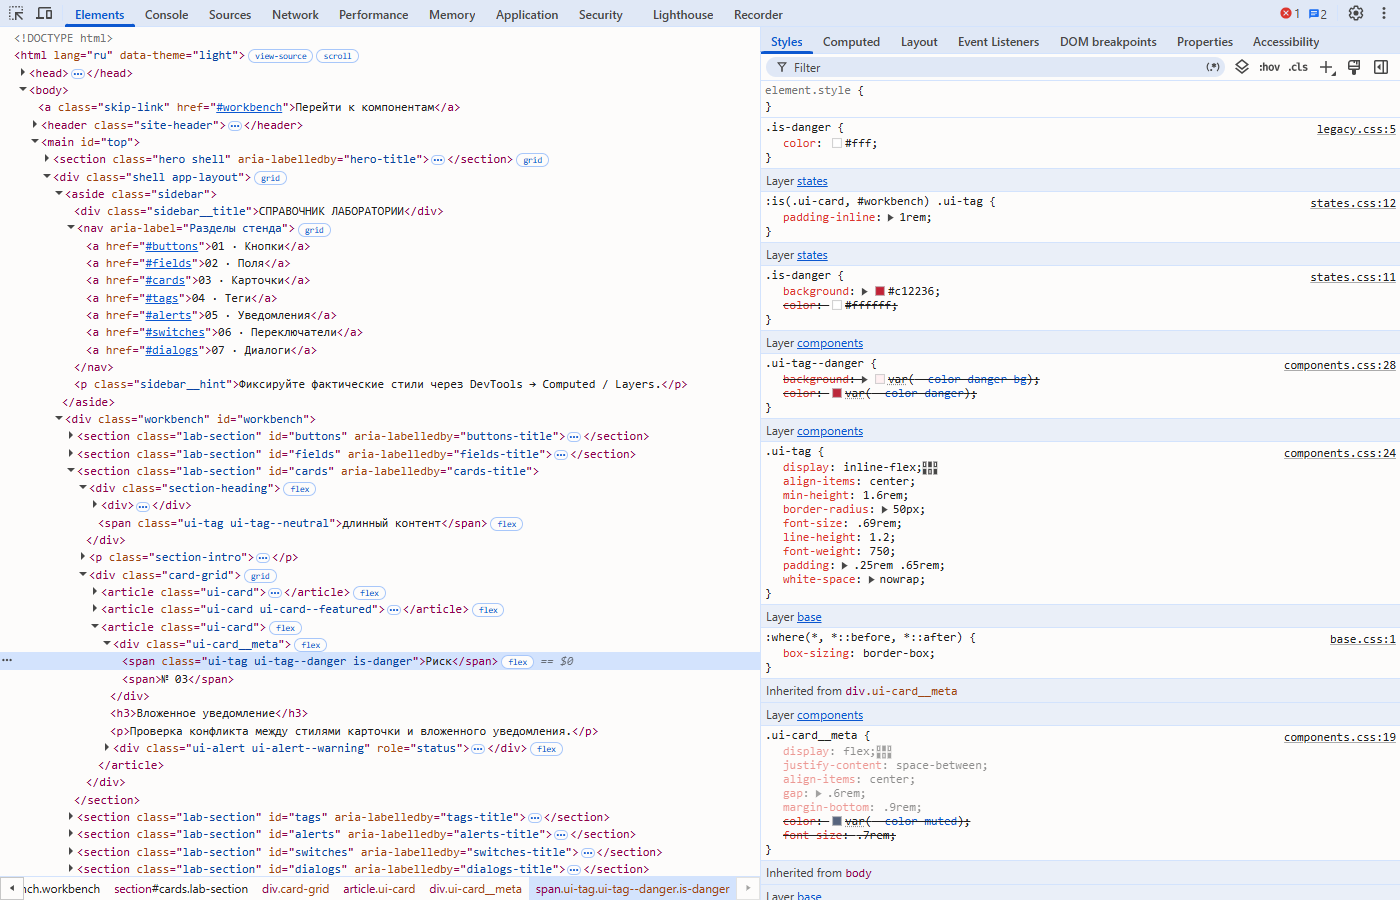 Elements Console Sources Network Performance Memory Application Security Lighthouse Recorder 1 2
<!DOCTYPE html>
<html lang="ru" data-theme="light"> view-source scroll
<head> ⋯ </head>
<body>
<a class="skip-link" href="#workbench">Перейти к компонентам</a>
<header class="site-header"> ⋯ </header>
<main id="top">
<section class="hero shell" aria-labelledby="hero-title"> ⋯ </section> grid
<div class="shell app-layout"> grid
<aside class="sidebar">
<div class="sidebar__title">СПРАВОЧНИК ЛАБОРАТОРИИ</div>
<nav aria-label="Разделы стенда"> grid
<a href="#buttons">01 · Кнопки</a>
<a href="#fields">02 · Поля</a>
<a href="#cards">03 · Карточки</a>
<a href="#tags">04 · Теги</a>
<a href="#alerts">05 · Уведомления</a>
<a href="#switches">06 · Переключатели</a>
<a href="#dialogs">07 · Диалоги</a>
</nav>
<p class="sidebar__hint">Фиксируйте фактические стили через DevTools → Computed / Layers.</p>
</aside>
<div class="workbench" id="workbench">
<section class="lab-section" id="buttons" aria-labelledby="buttons-title"> ⋯ </section>
<section class="lab-section" id="fields" aria-labelledby="fields-title"> ⋯ </section>
<section class="lab-section" id="cards" aria-labelledby="cards-title">
<div class="section-heading"> flex
<div> ⋯ </div>
<span class="ui-tag ui-tag--neutral">длинный контент</span> flex
</div>
<p class="section-intro"> ⋯ </p>
<div class="card-grid"> grid
<article class="ui-card"> ⋯ </article> flex
<article class="ui-card ui-card--featured"> ⋯ </article> flex
<article class="ui-card"> flex
<div class="ui-card__meta"> flex
<span class="ui-tag ui-tag--danger is-danger">Риск</span> flex == $0
<span>№ 03</span>
</div>
<h3>Вложенное уведомление</h3>
<p>Проверка конфликта между стилями карточки и вложенного уведомления.</p>
<div class="ui-alert ui-alert--warning" role="status"> ⋯ </div> flex
</article>
</div>
</section>
<section class="lab-section" id="tags" aria-labelledby="tags-title"> ⋯ </section>
<section class="lab-section" id="alerts" aria-labelledby="alerts-title"> ⋯ </section>
<section class="lab-section" id="switches" aria-labelledby="switches-title"> ⋯ </section>
<section class="lab-section" id="dialogs" aria-labelledby="dialogs-title"> ⋯ </section>
nch.workbench section#cards.lab-section div.card-grid article.ui-card div.ui-card__meta span.ui-tag.ui-tag--danger.is-danger
Styles Computed Layout Event Listeners DOM breakpoints Properties Accessibility
Filter (.*) :hov .cls
element.style {
}
.is-danger { legacy.css:5
color: #fff;
}
Layer states
:is(.ui-card, #workbench) .ui-tag { states.css:12
padding-inline: 1rem;
}
Layer states
.is-danger { states.css:11
background: #c12236;
color: #ffffff;
}
Layer components
.ui-tag--danger { components.css:28
background: var(--color-danger-bg);
color: var(--color-danger);
}
Layer components
.ui-tag { components.css:24
display: inline-flex;
align-items: center;
min-height: 1.6rem;
border-radius: 50px;
font-size: .69rem;
line-height: 1.2;
font-weight: 750;
padding: .25rem .65rem;
white-space: nowrap;
}
Layer base
:where(*, *::before, *::after) { base.css:1
box-sizing: border-box;
}
Inherited from div.ui-card__meta
Layer components
.ui-card__meta { components.css:19
display: flex;
justify-content: space-between;
align-items: center;
gap: .6rem;
margin-bottom: .9rem;
color: var(--color-muted);
font-size: .7rem;
}
Inherited from body
Layer base